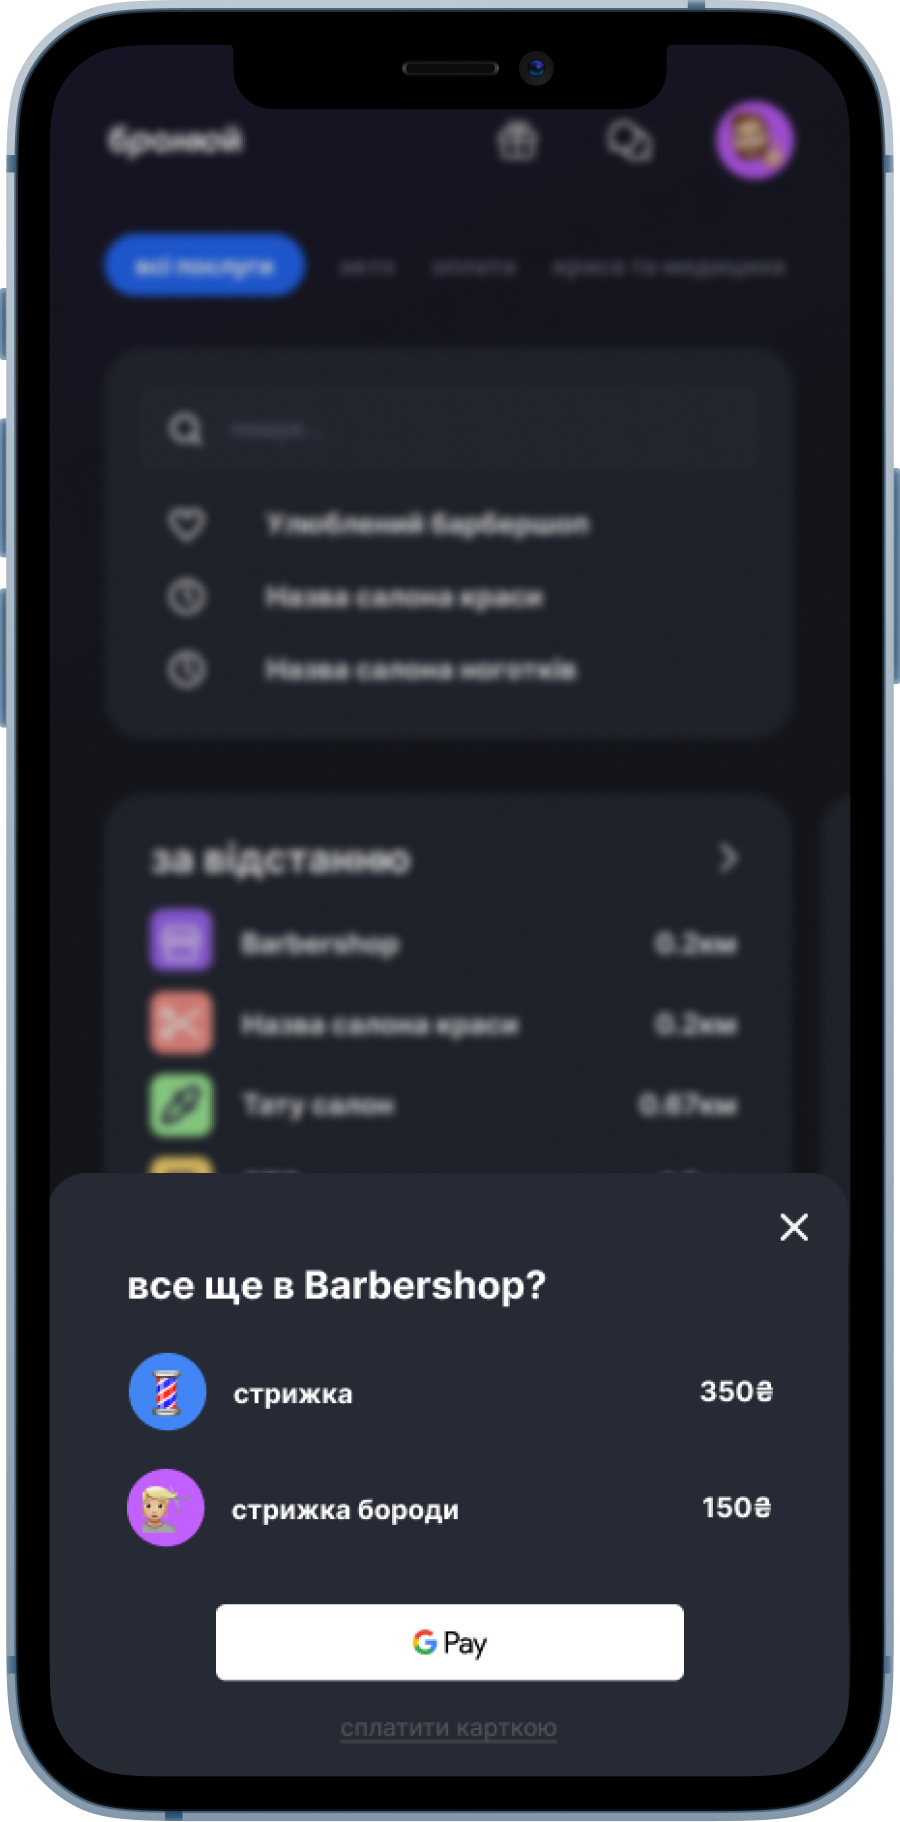 бронюй
всі послуги авто оплата краса та медицина
пошук...
Улюблений барбершоп
Назва салона краси
Назва салона ноготків
за відстанню
Barbershop 0.2км
Назва салона краси 0.2км
Тату салон 0.67км
все ще в Barbershop?
стрижка 350₴
стрижка бороди 150₴
G Pay
сплатити карткою